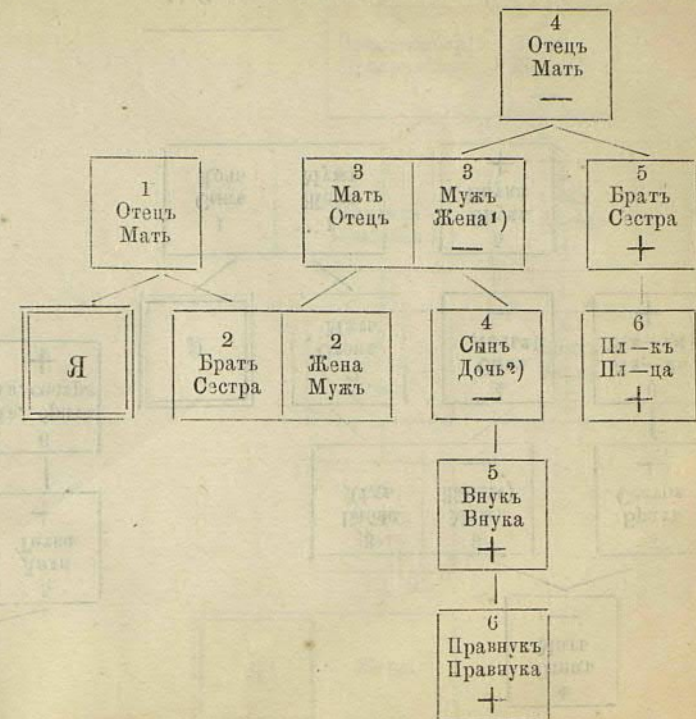 4
Отецъ
Мать
—
1
Отецъ
Мать
3
Мать
Отецъ
3
Мужъ
Жена¹)
—
5
Братъ
Сестра
+
Я
2
Братъ
Сестра
2
Жена
Мужъ
4
Сынъ
Дочь²)
—
6
Пл—къ
Пл—ца
+
5
Внукъ
Внука
+
6
Правнукъ
Правнука
+